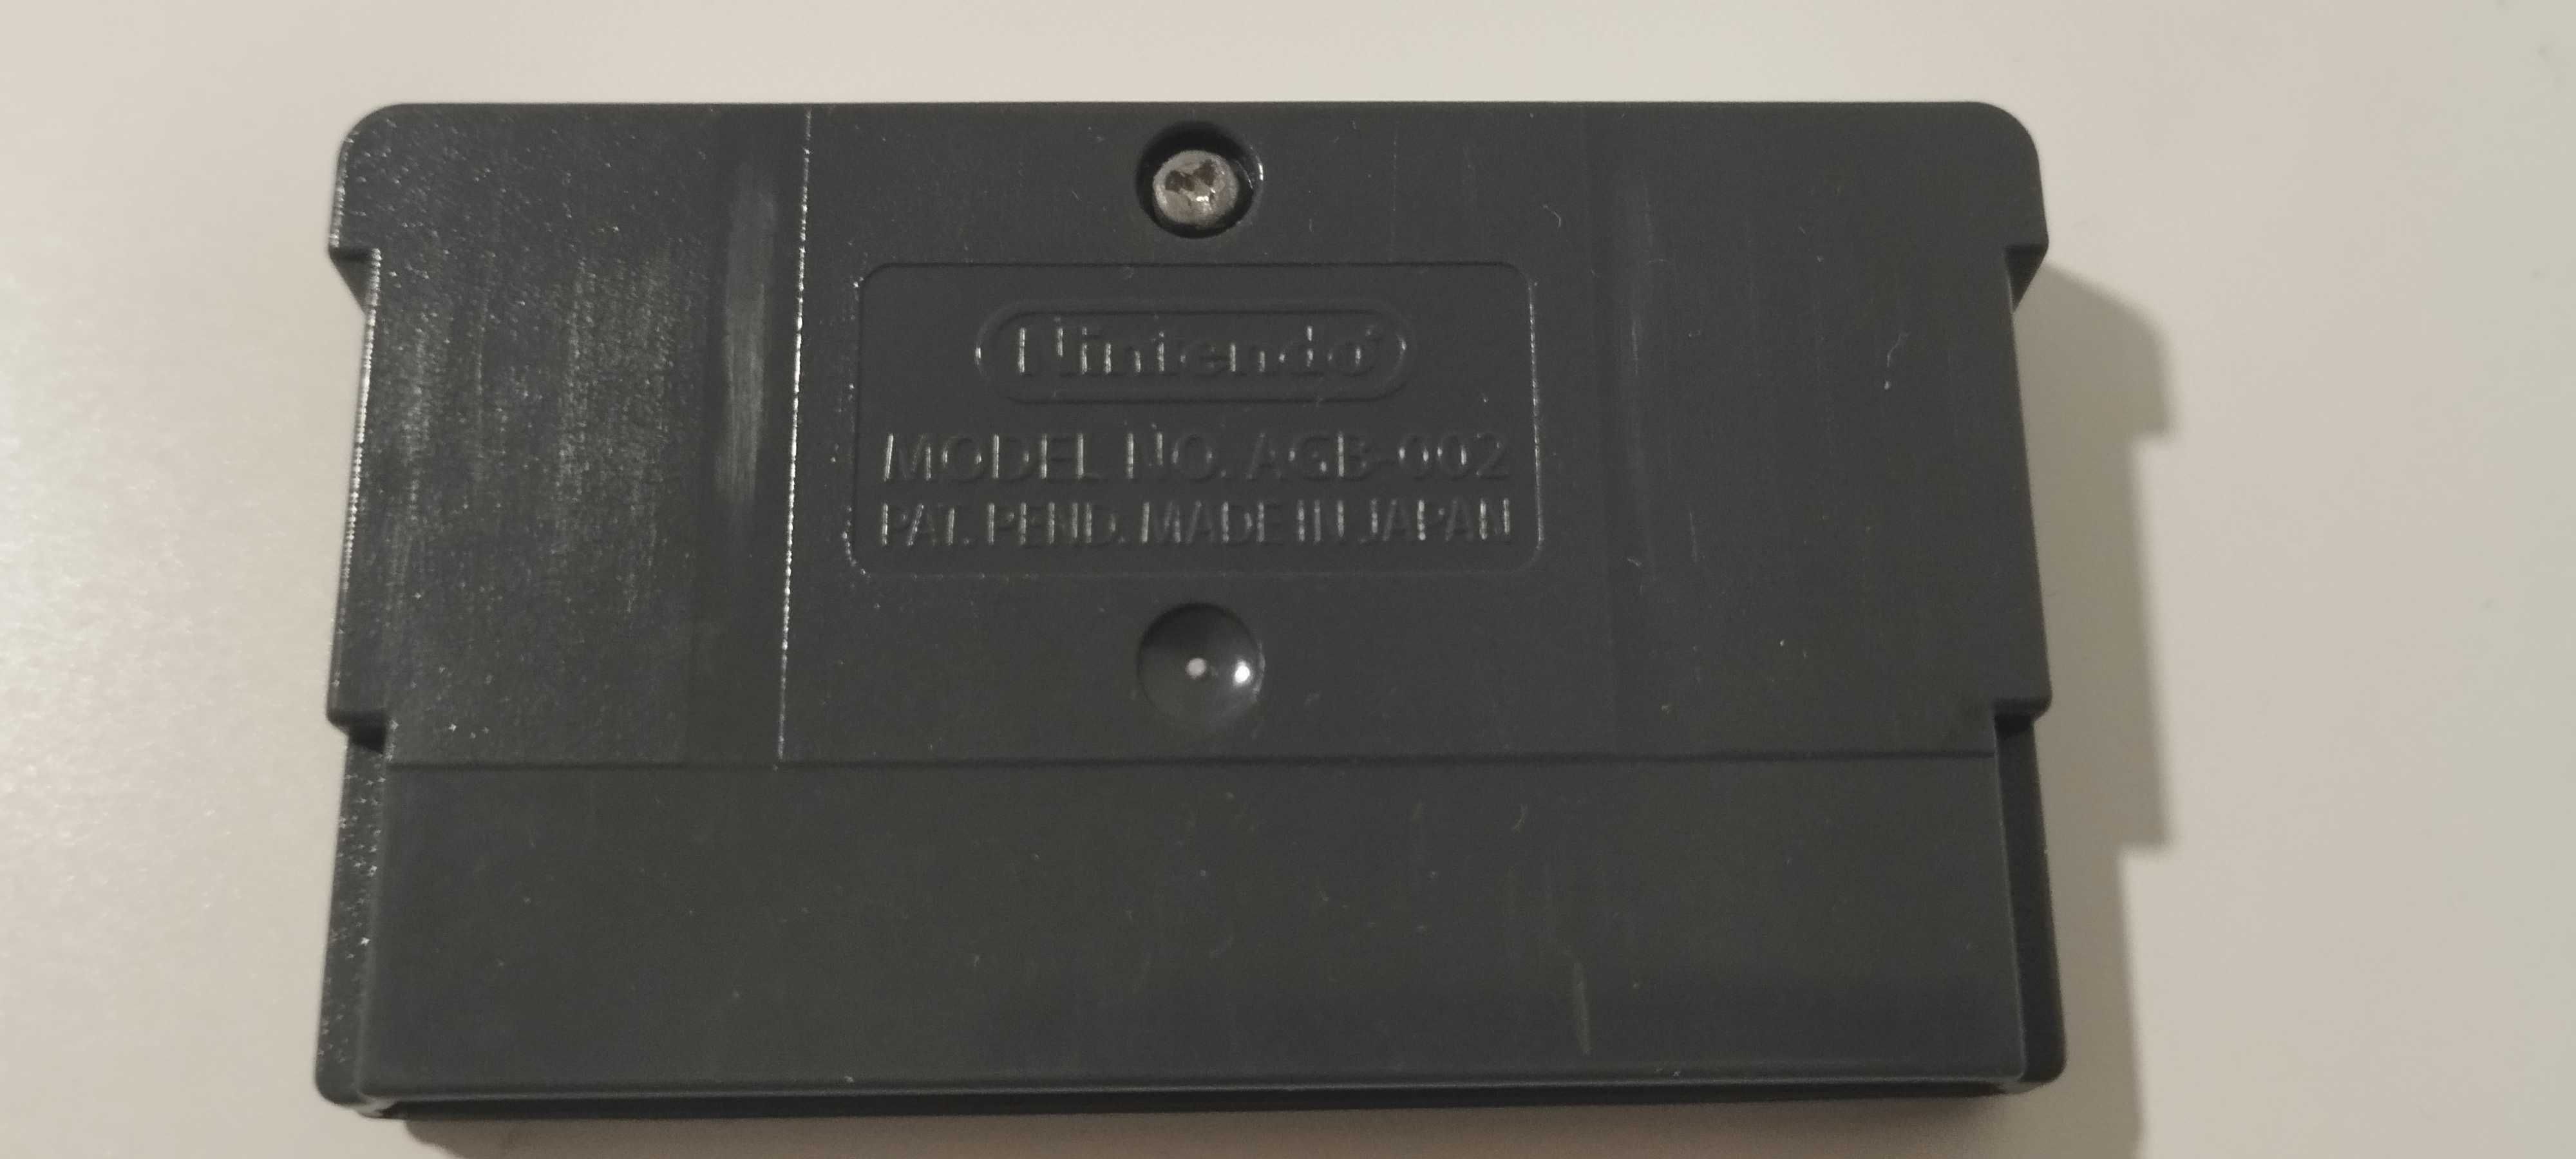 Nintendo
MODEL NO. AGB-002
PAT. PEND. MADE IN JAPAN